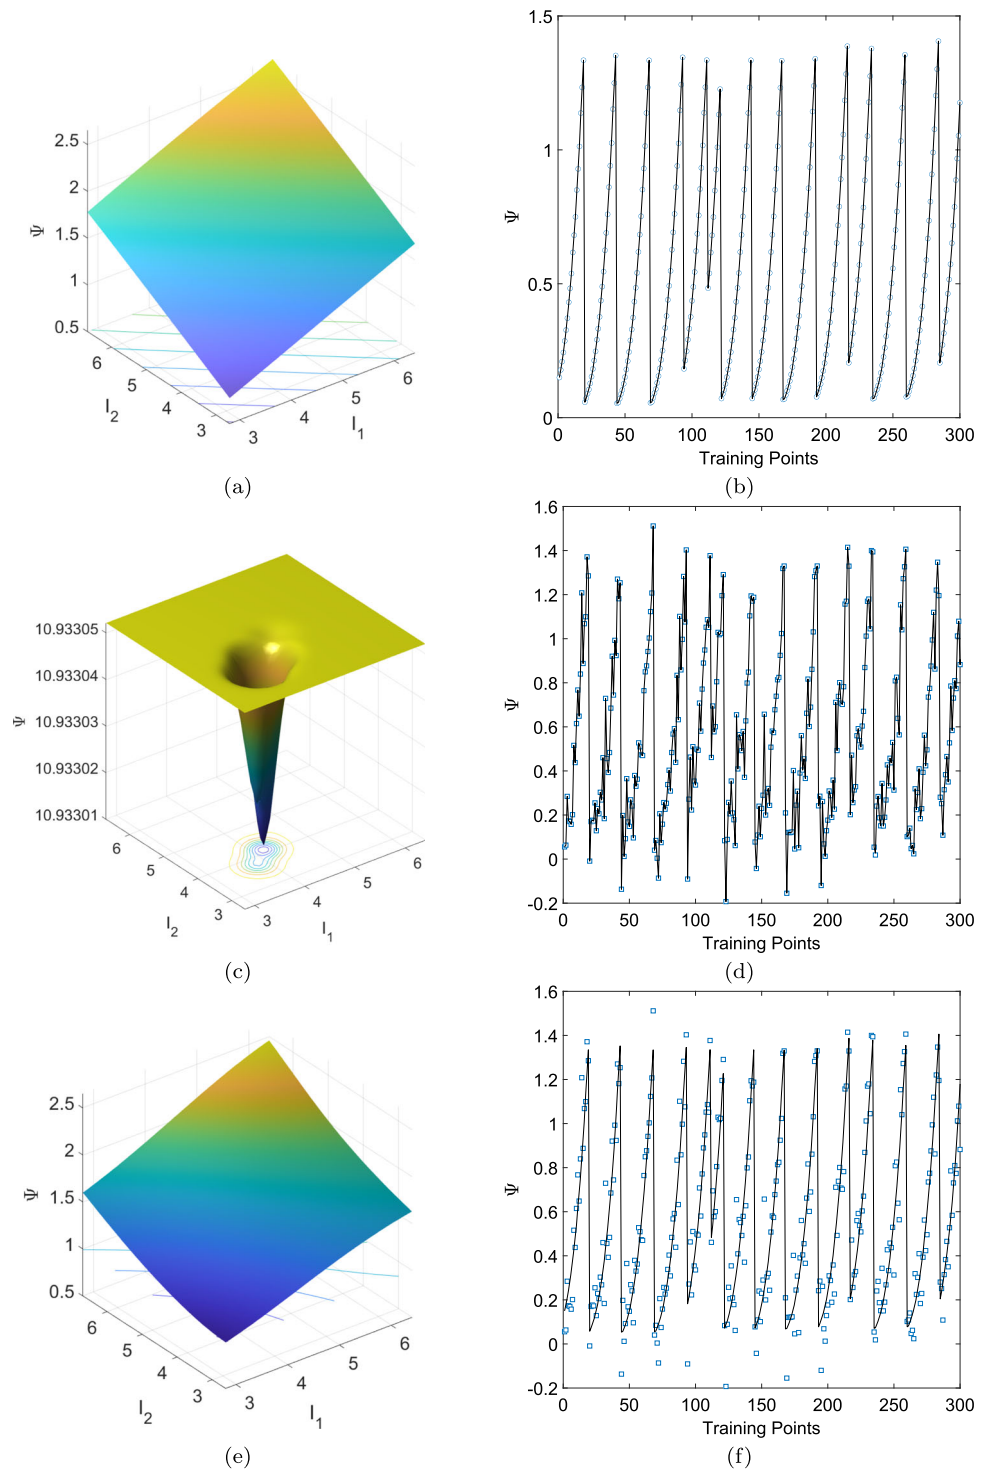 2.5
2
1.5
1
0.5
Ψ
6
5
4
3
I2
3
4
5
6
I1
(a)
1.5
1
0.5
0
Ψ
0 50 100 150 200 250 300
Training Points
(b)
10.93305
10.93304
10.93303
10.93302
10.93301
Ψ
6
5
4
3
I2
3
4
5
6
I1
(c)
1.6
1.4
1.2
1
0.8
0.6
0.4
0.2
0
-0.2
Ψ
0 50 100 150 200 250 300
Training Points
(d)
2.5
2
1.5
1
0.5
Ψ
6
5
4
3
I2
3
4
5
6
I1
(e)
1.6
1.4
1.2
1
0.8
0.6
0.4
0.2
0
-0.2
Ψ
0 50 100 150 200 250 300
Training Points
(f)